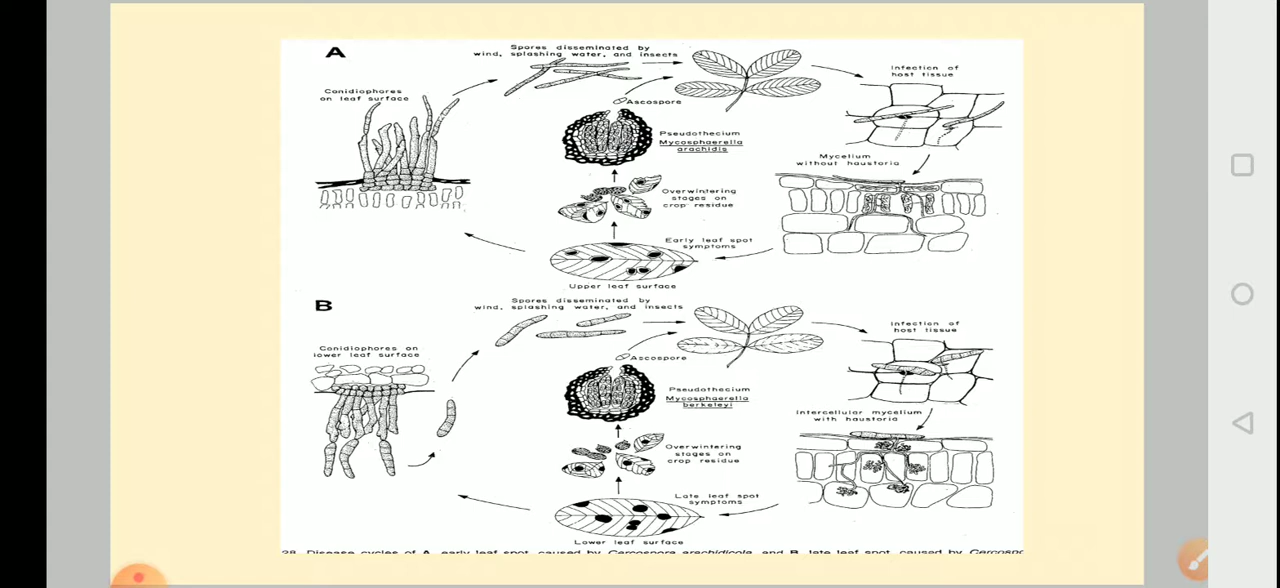 A
Spores disseminated by
wind, splashing water, and insects
Infection of
host tissue
Conidiophores
on leaf surface
Ascospore
Pseudothecium
Mycosphaerella
arachidis
Mycelium
without haustoria
Overwintering
stages on
crop residue
Early leaf spot
symptoms
Upper leaf surface
B
Spores disseminated by
wind, splashing water, and insects
Infection of
host tissue
Conidiophores on
lower leaf surface
Ascospore
Pseudothecium
Mycosphaerella
berkeleyi
Intercellular mycelium
with haustoria
Overwintering
stages on
crop residue
Late leaf spot
symptoms
Lower leaf surface
Disease cycles of A, early leaf spot, caused by Cercospora arachidicola, and B, late leaf spot, caused by